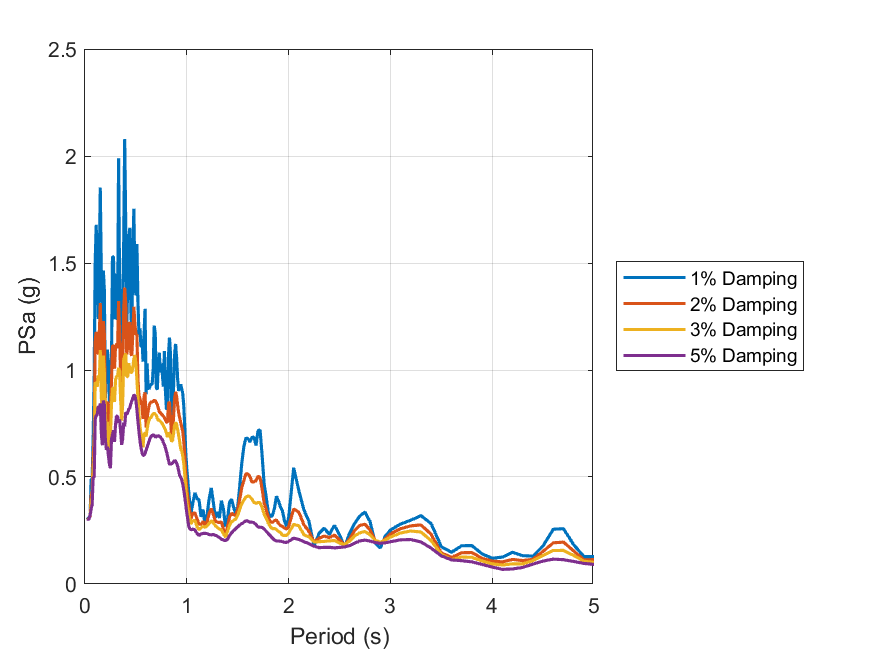 2.5
2
1.5
1
0.5
0
0 1 2 3 4 5
PSa (g)
Period (s)
1% Damping
2% Damping
3% Damping
5% Damping